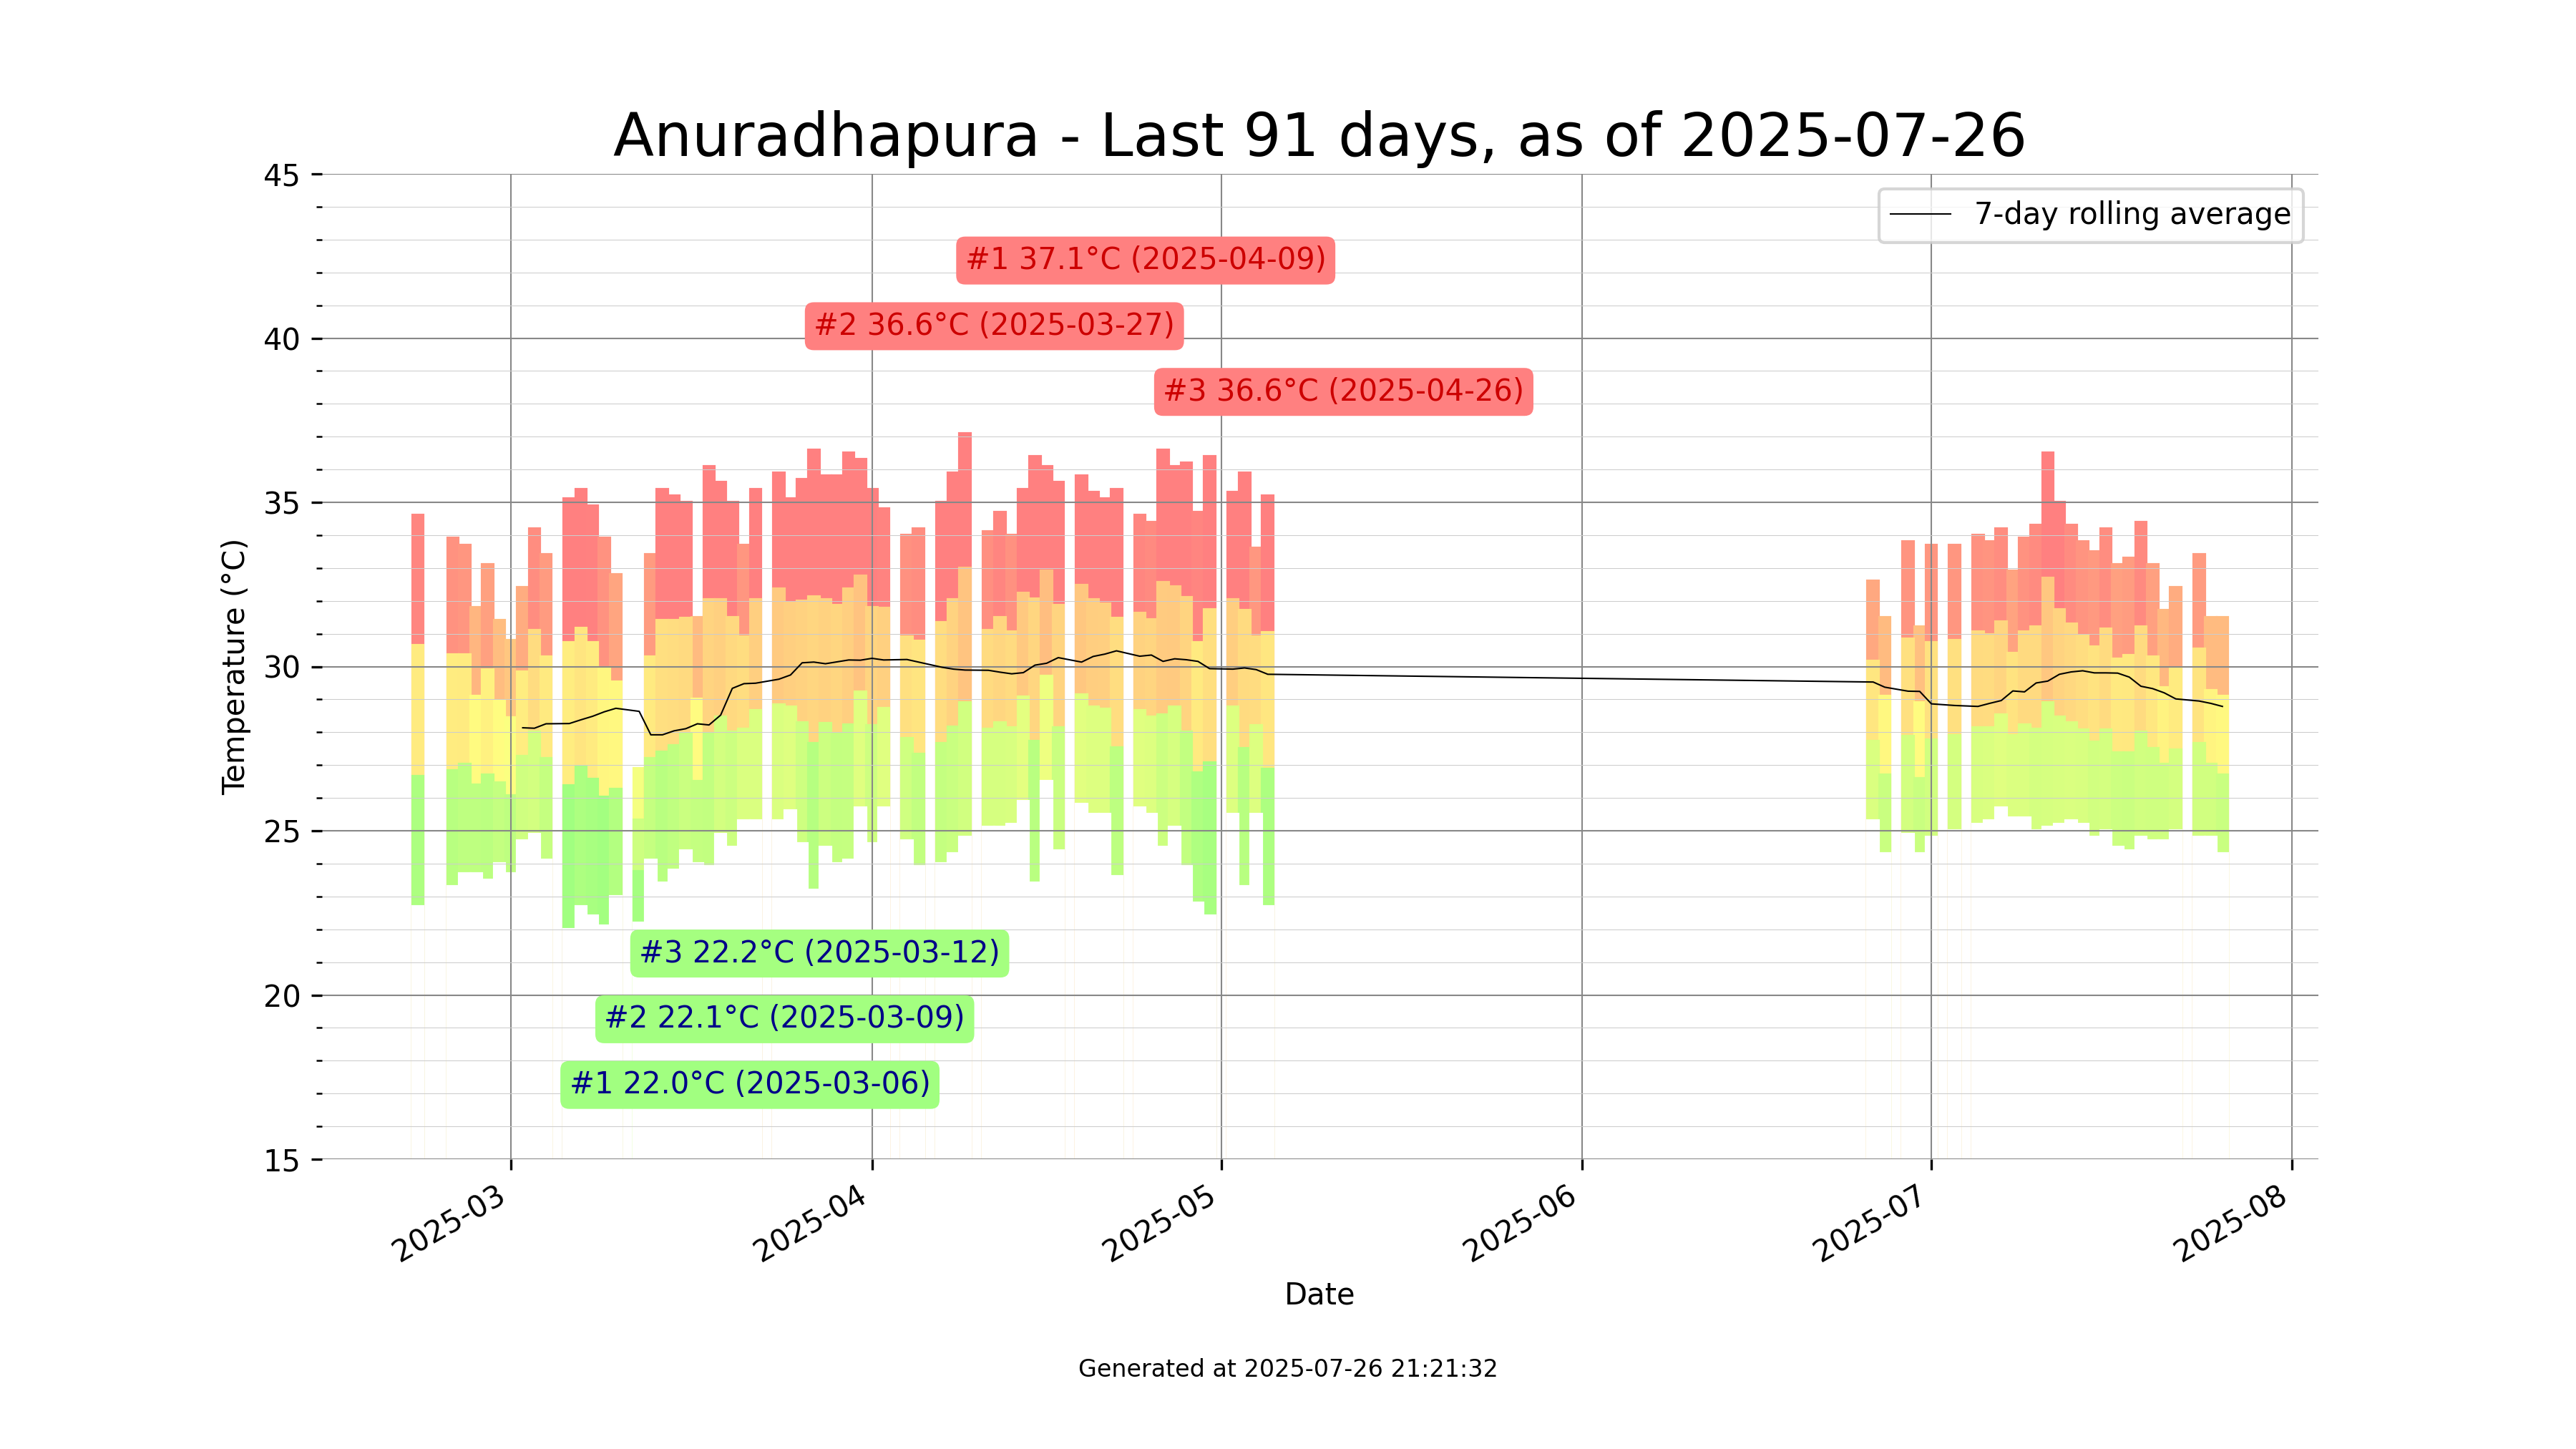 Anuradhapura - Last 91 days, as of 2025-07-26
7-day rolling average
#1 37.1°C (2025-04-09)
#2 36.6°C (2025-03-27)
#3 36.6°C (2025-04-26)
45
40
35
30
25
20
15
Temperature (°C)
#3 22.2°C (2025-03-12)
#2 22.1°C (2025-03-09)
#1 22.0°C (2025-03-06)
2025-03
2025-04
2025-05
2025-06
2025-07
2025-08
Date
Generated at 2025-07-26 21:21:32